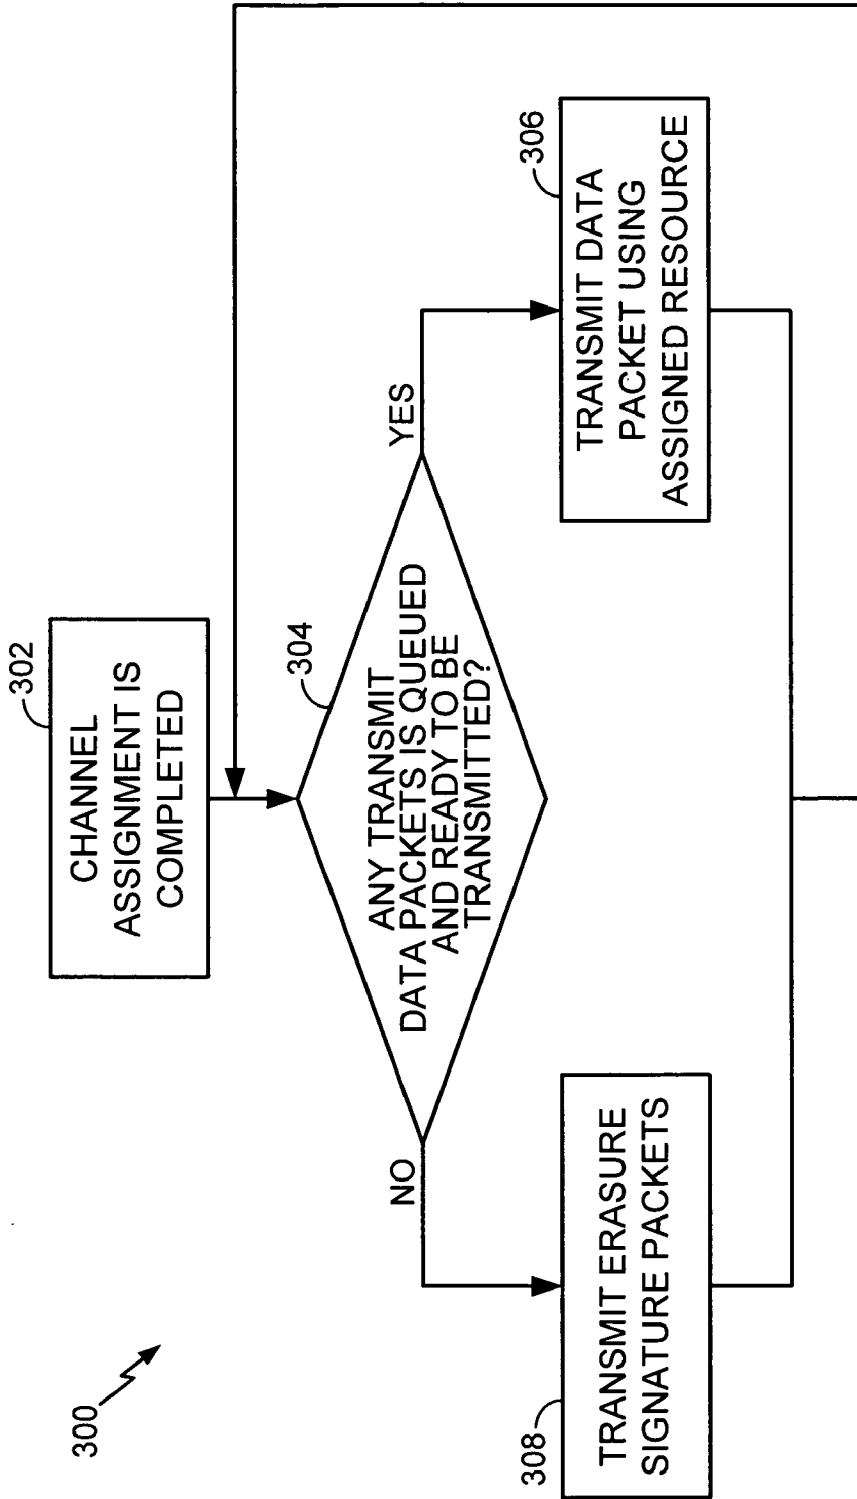 300
302
CHANNEL
ASSIGNMENT IS
COMPLETED
304
ANY TRANSMIT
DATA PACKETS IS QUEUED
AND READY TO BE
TRANSMITTED?
NO
YES
308
TRANSMIT ERASURE
SIGNATURE PACKETS
306
TRANSMIT DATA
PACKET USING
ASSIGNED RESOURCE